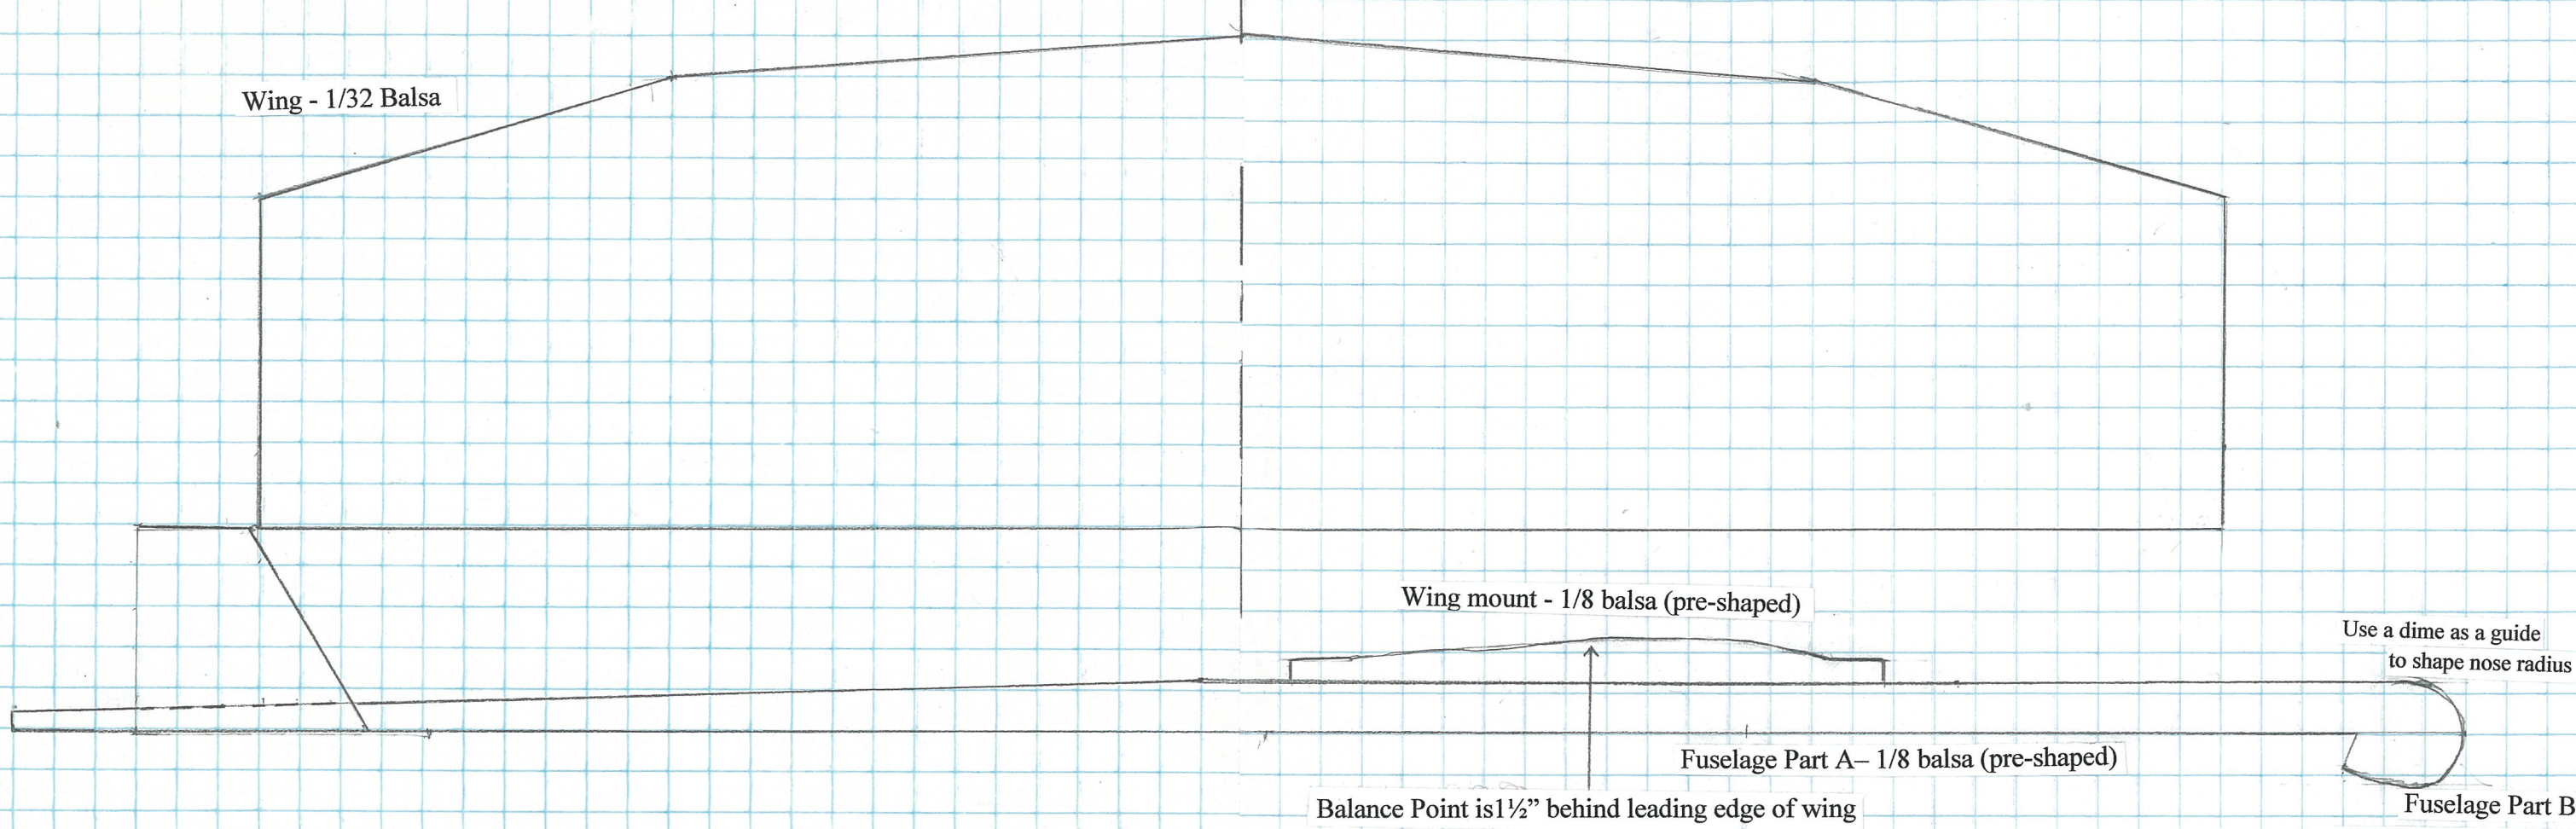 Wing - 1/32 Balsa
Wing mount - 1/8 balsa (pre-shaped)
Use a dime as a guide
to shape nose radius
Fuselage Part A– 1/8 balsa (pre-shaped)
Balance Point is1½” behind leading edge of wing
Fuselage Part B